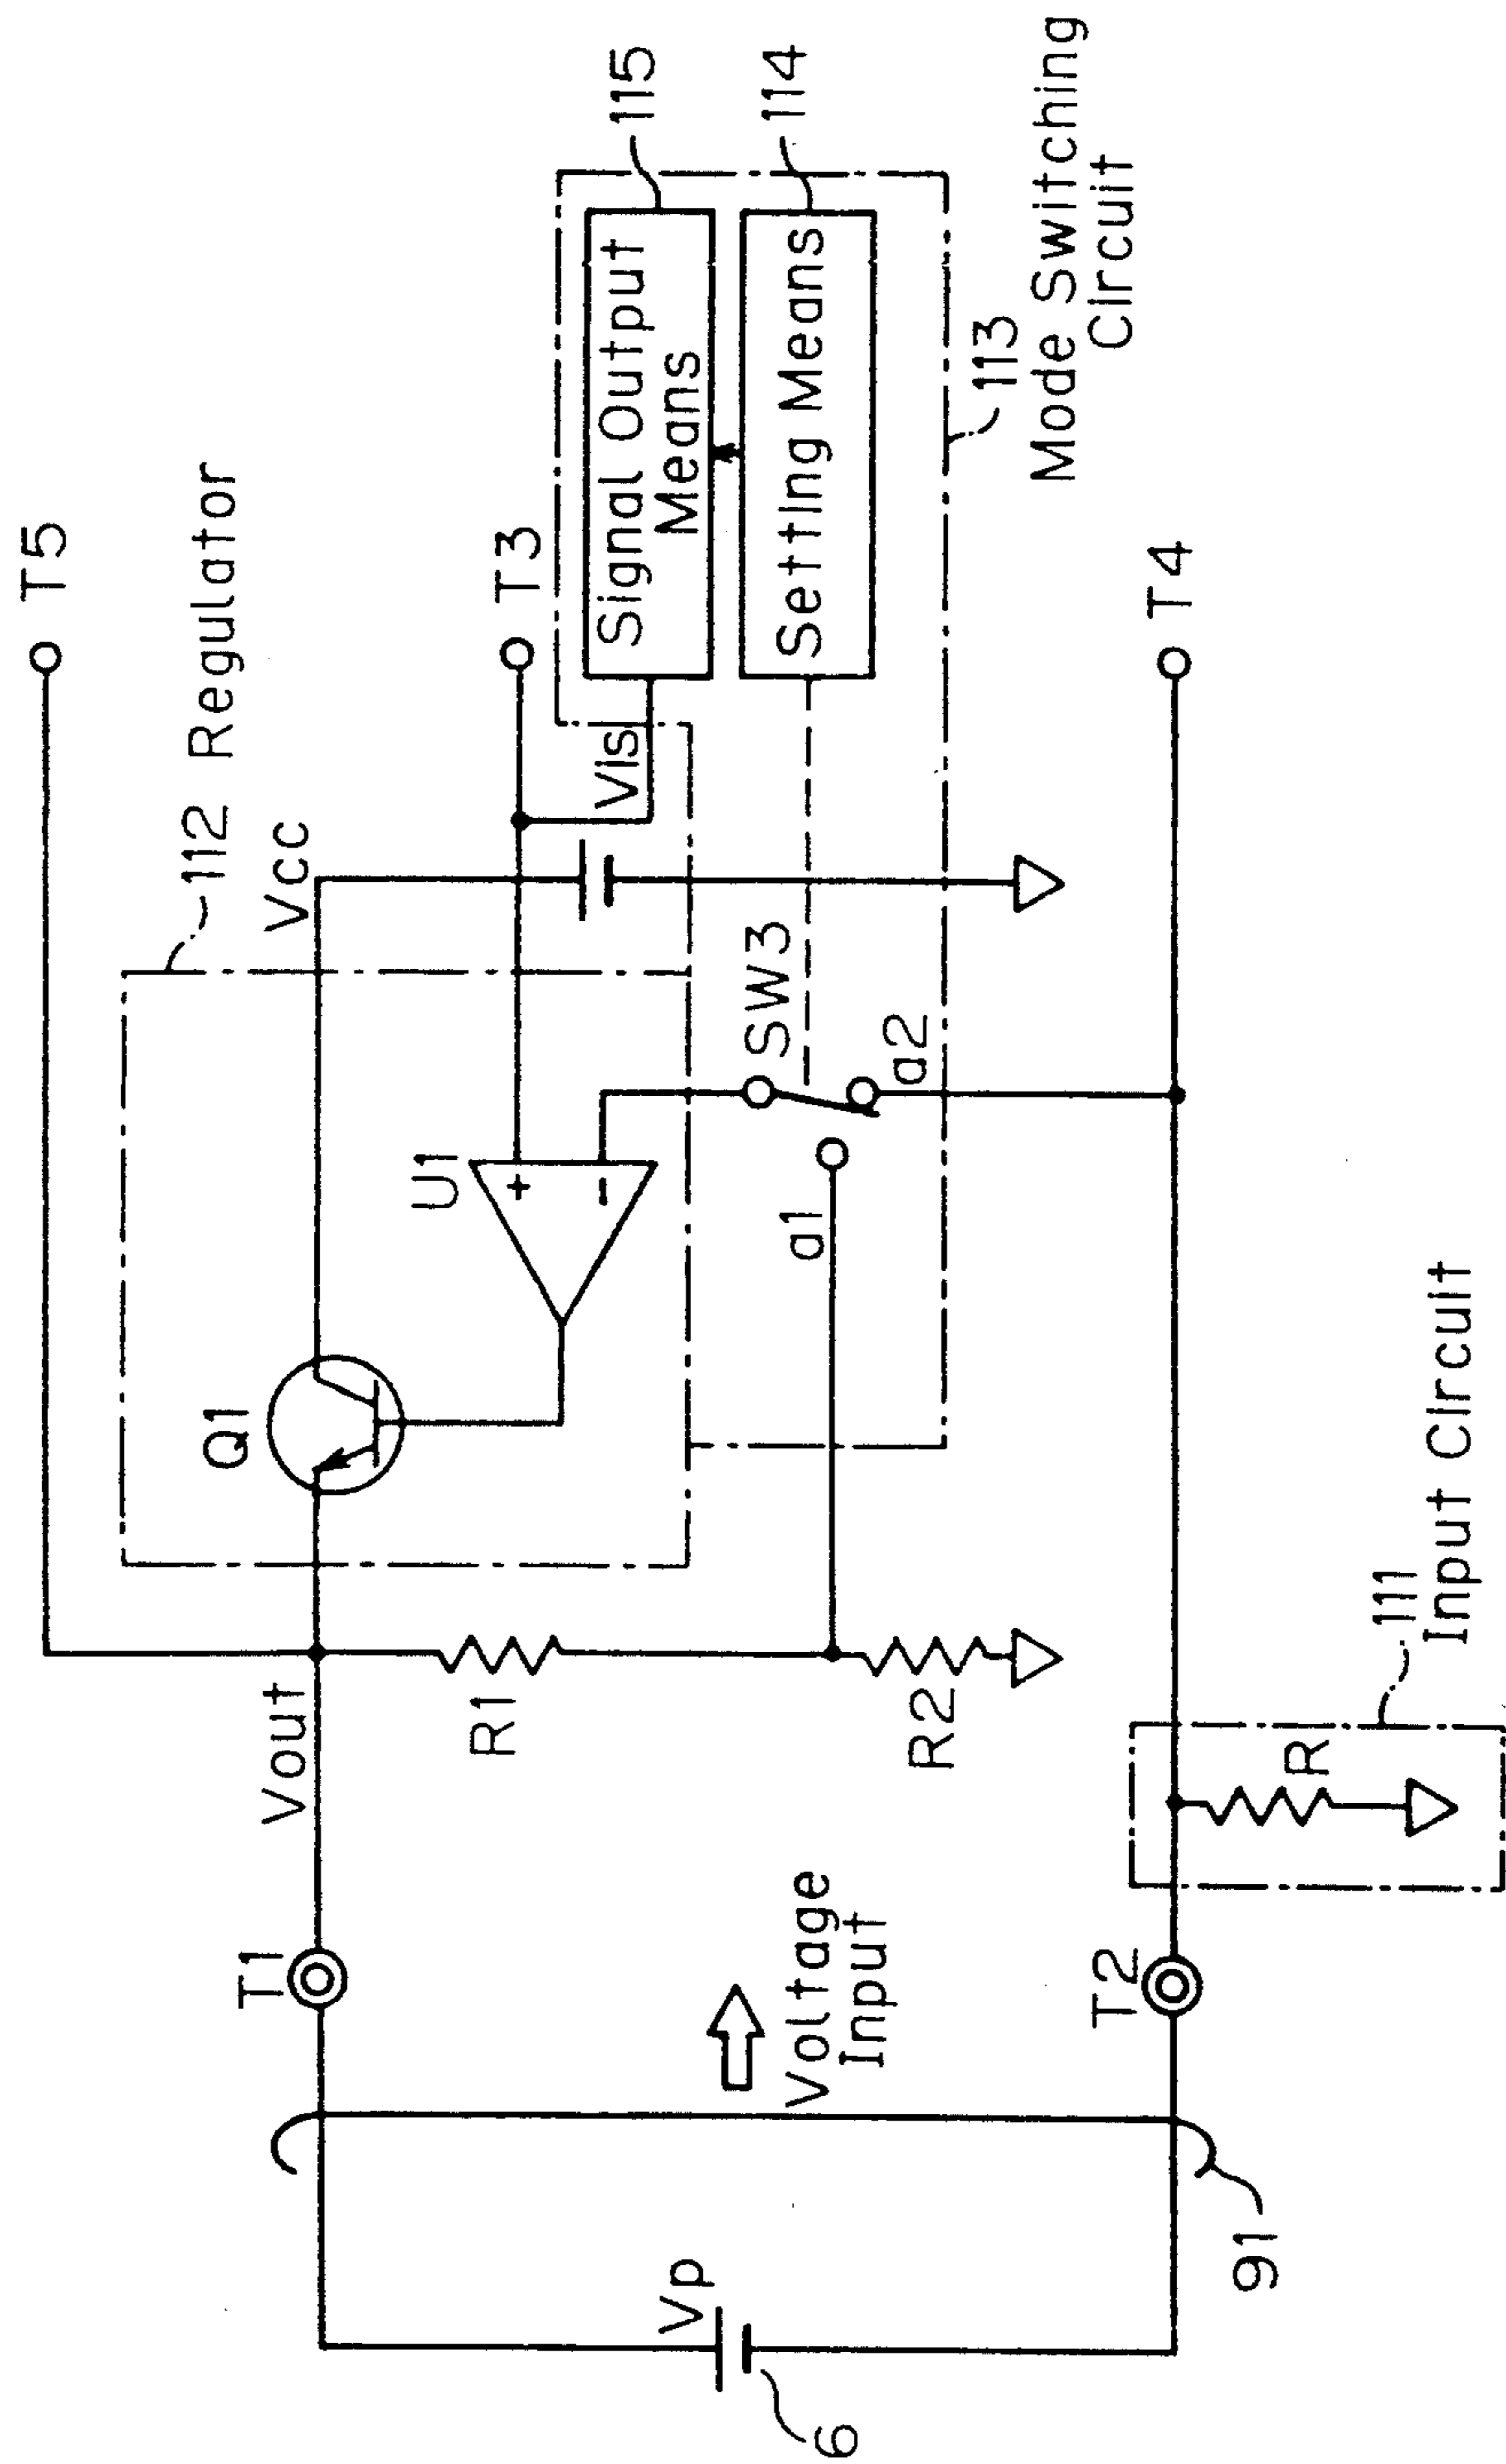 T5
112 Regulator
Vcc
T3
115
114
Signal Output
Means
Setting Means
Vis
113
Mode Switching
Circuit
Q1
U1
+
-
SW3
a1
a2
T4
Vout
R1
R2
111
Input Circuit
R
T1
Voltage
Input
T2
Vp
6
91